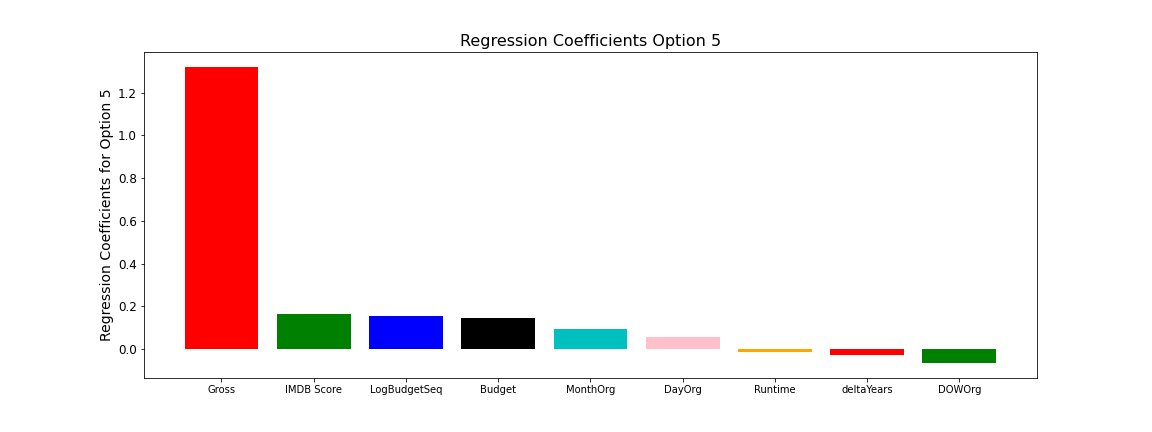 Regression Coefficients Option 5
Regression Coefficients for Option 5
1.2
1.0
0.8
0.6
0.4
0.2
0.0
Gross IMDB Score LogBudgetSeq Budget MonthOrg DayOrg Runtime deltaYears DOWOrg